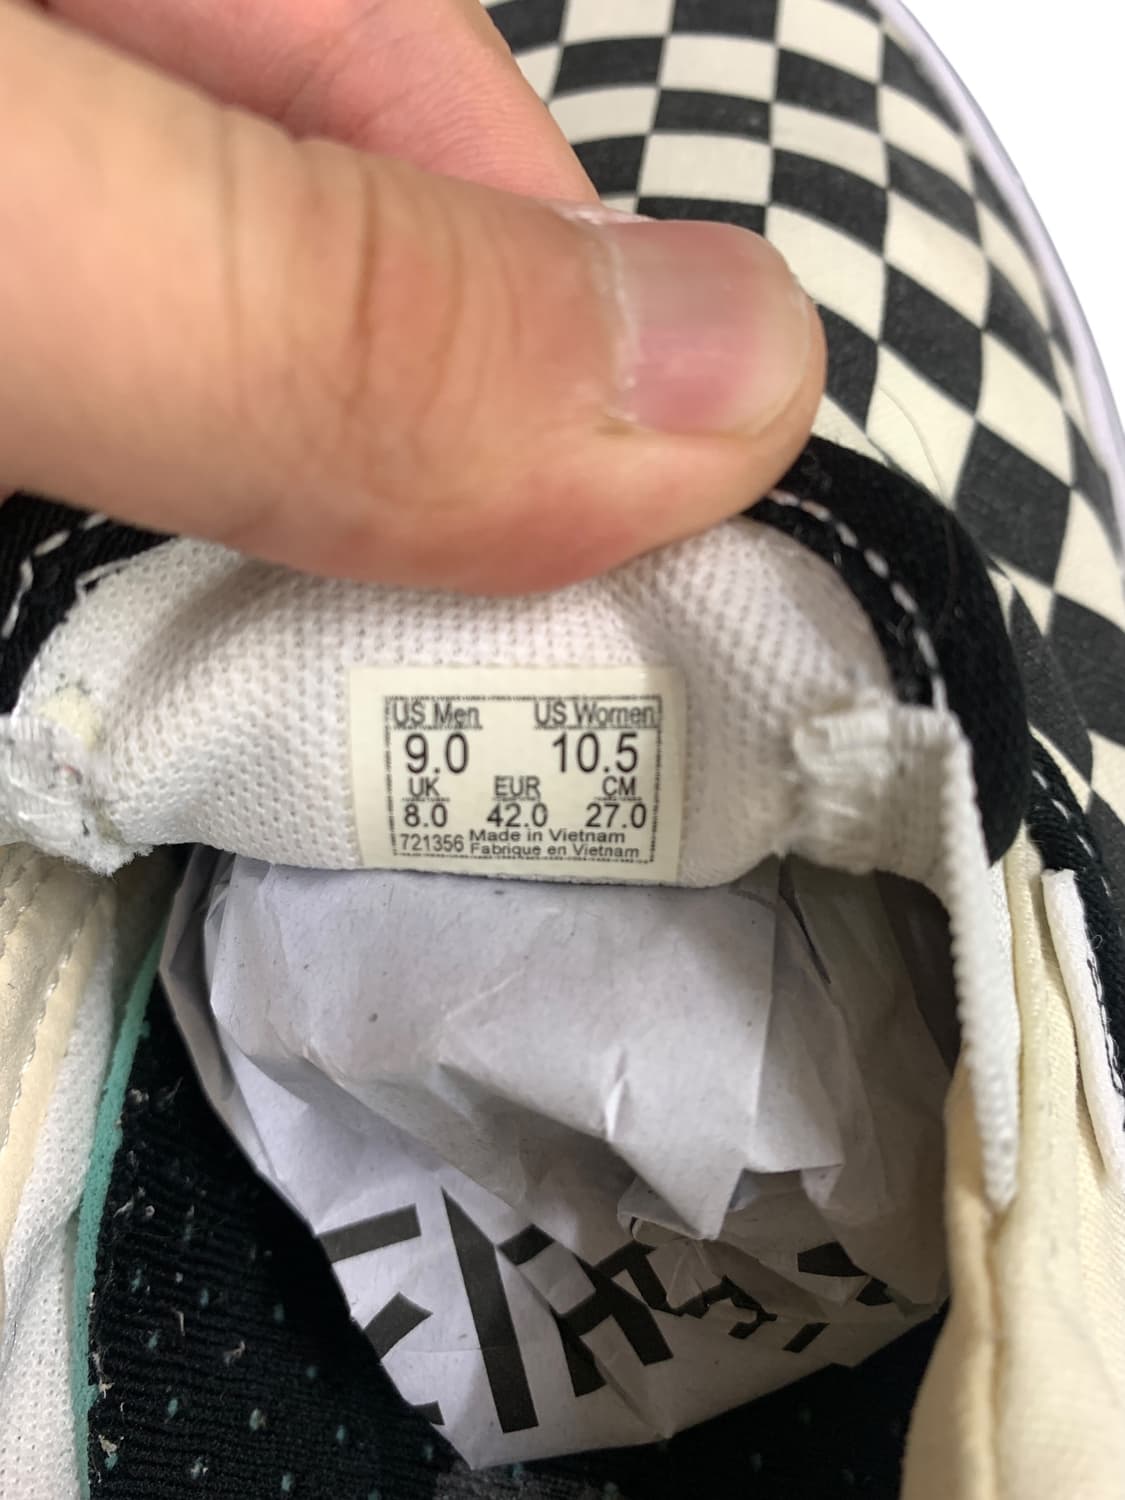 US Men US Women
9.0 10.5
UK EUR CM
8.0 42.0 27.0
721356 Made in Vietnam
Fabrique en Vietnam